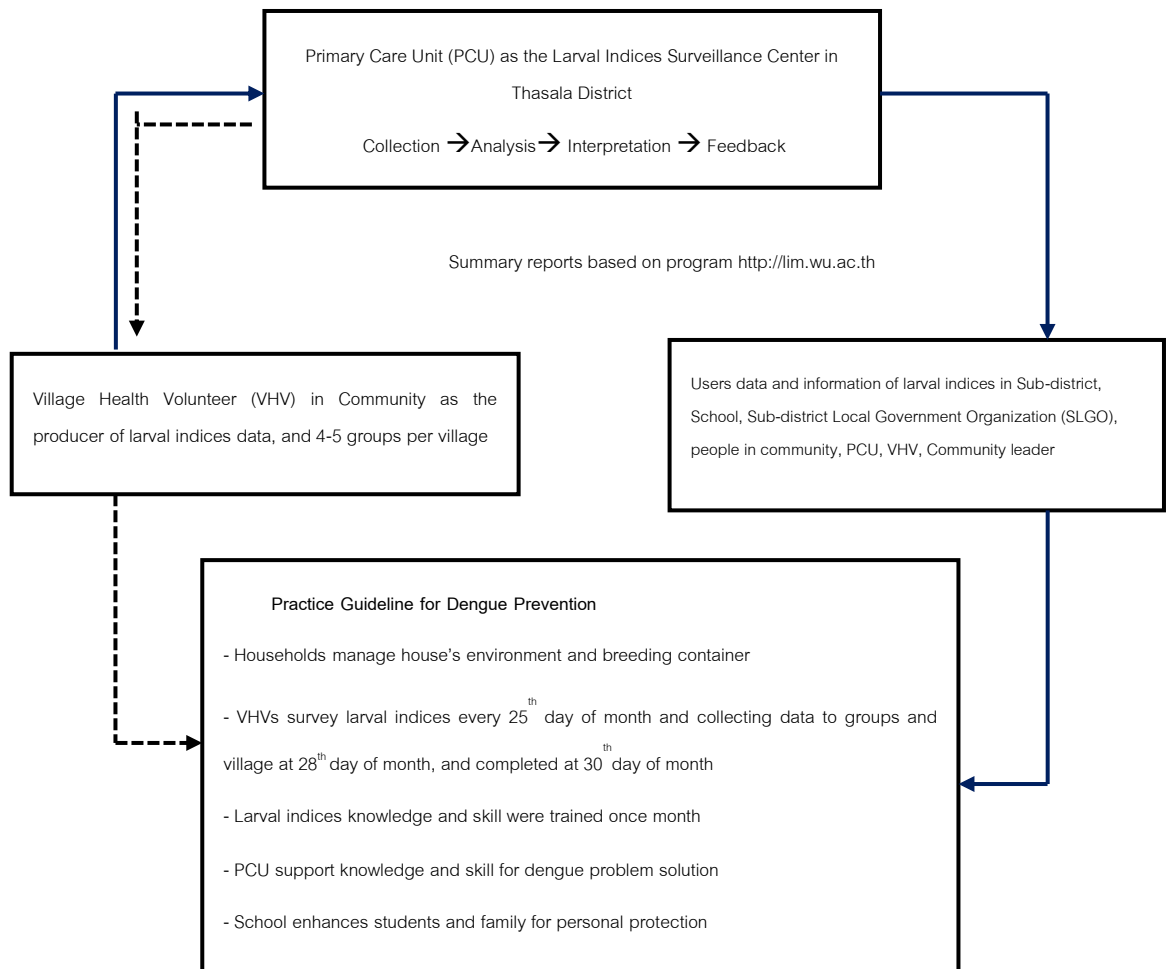 Primary Care Unit (PCU) as the Larval Indices Surveillance Center in
Thasala District
Collection → Analysis → Interpretation → Feedback
Summary reports based on program http://lim.wu.ac.th
Village Health Volunteer (VHV) in Community as the
producer of larval indices data, and 4-5 groups per village
Users data and information of larval indices in Sub-district,
School, Sub-district Local Government Organization (SLGO),
people in community, PCU, VHV, Community leader
Practice Guideline for Dengue Prevention
- Households manage house's environment and breeding container
- VHVs survey larval indices every 25th day of month and collecting data to groups and
village at 28th day of month, and completed at 30th day of month
- Larval indices knowledge and skill were trained once month
- PCU support knowledge and skill for dengue problem solution
- School enhances students and family for personal protection